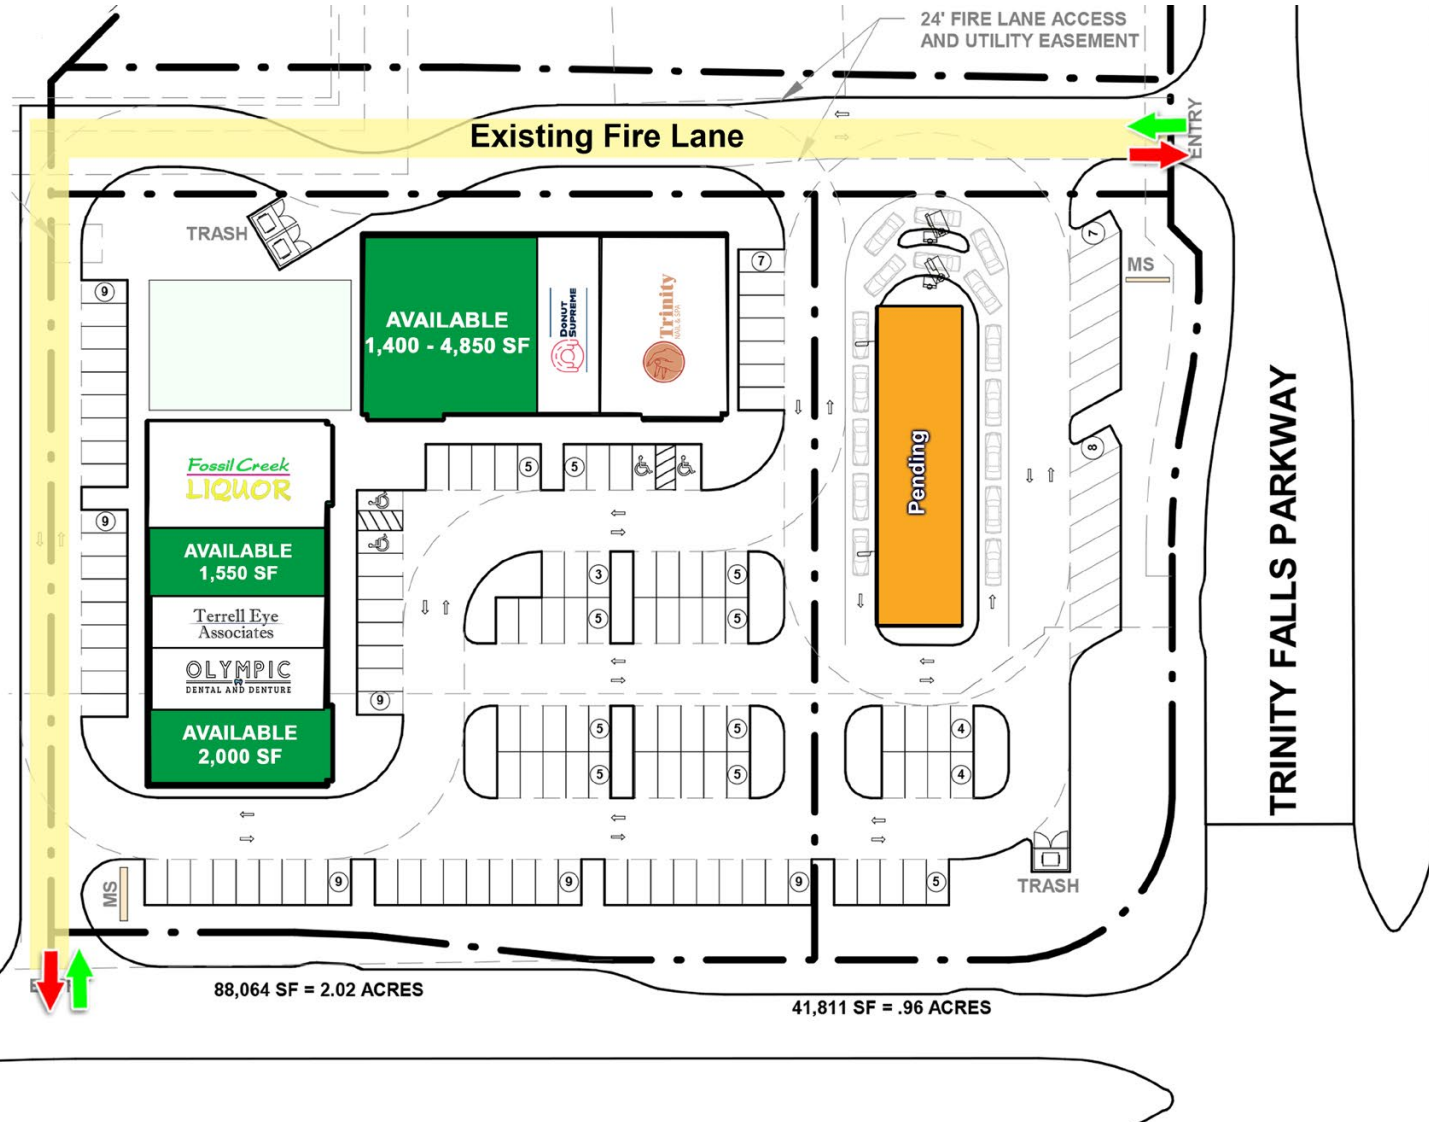 24' FIRE LANE ACCESS
AND UTILITY EASEMENT
Existing Fire Lane
ENTRY
TRASH
7
MS
7
9
AVAILABLE
1,400 - 4,850 SF
DONUT
SUPREME
Trinity
NAIL & SPA
Pending
TRINITY FALLS PARKWAY
8
Fossil Creek
LIQUOR
5
5
9
AVAILABLE
1,550 SF
3
5
5
5
Terrell Eye
Associates
OLYMPIC
DENTAL AND DENTURE
9
AVAILABLE
2,000 SF
5
5
4
5
5
4
MS
9
9
9
5
TRASH
88,064 SF = 2.02 ACRES
41,811 SF = .96 ACRES